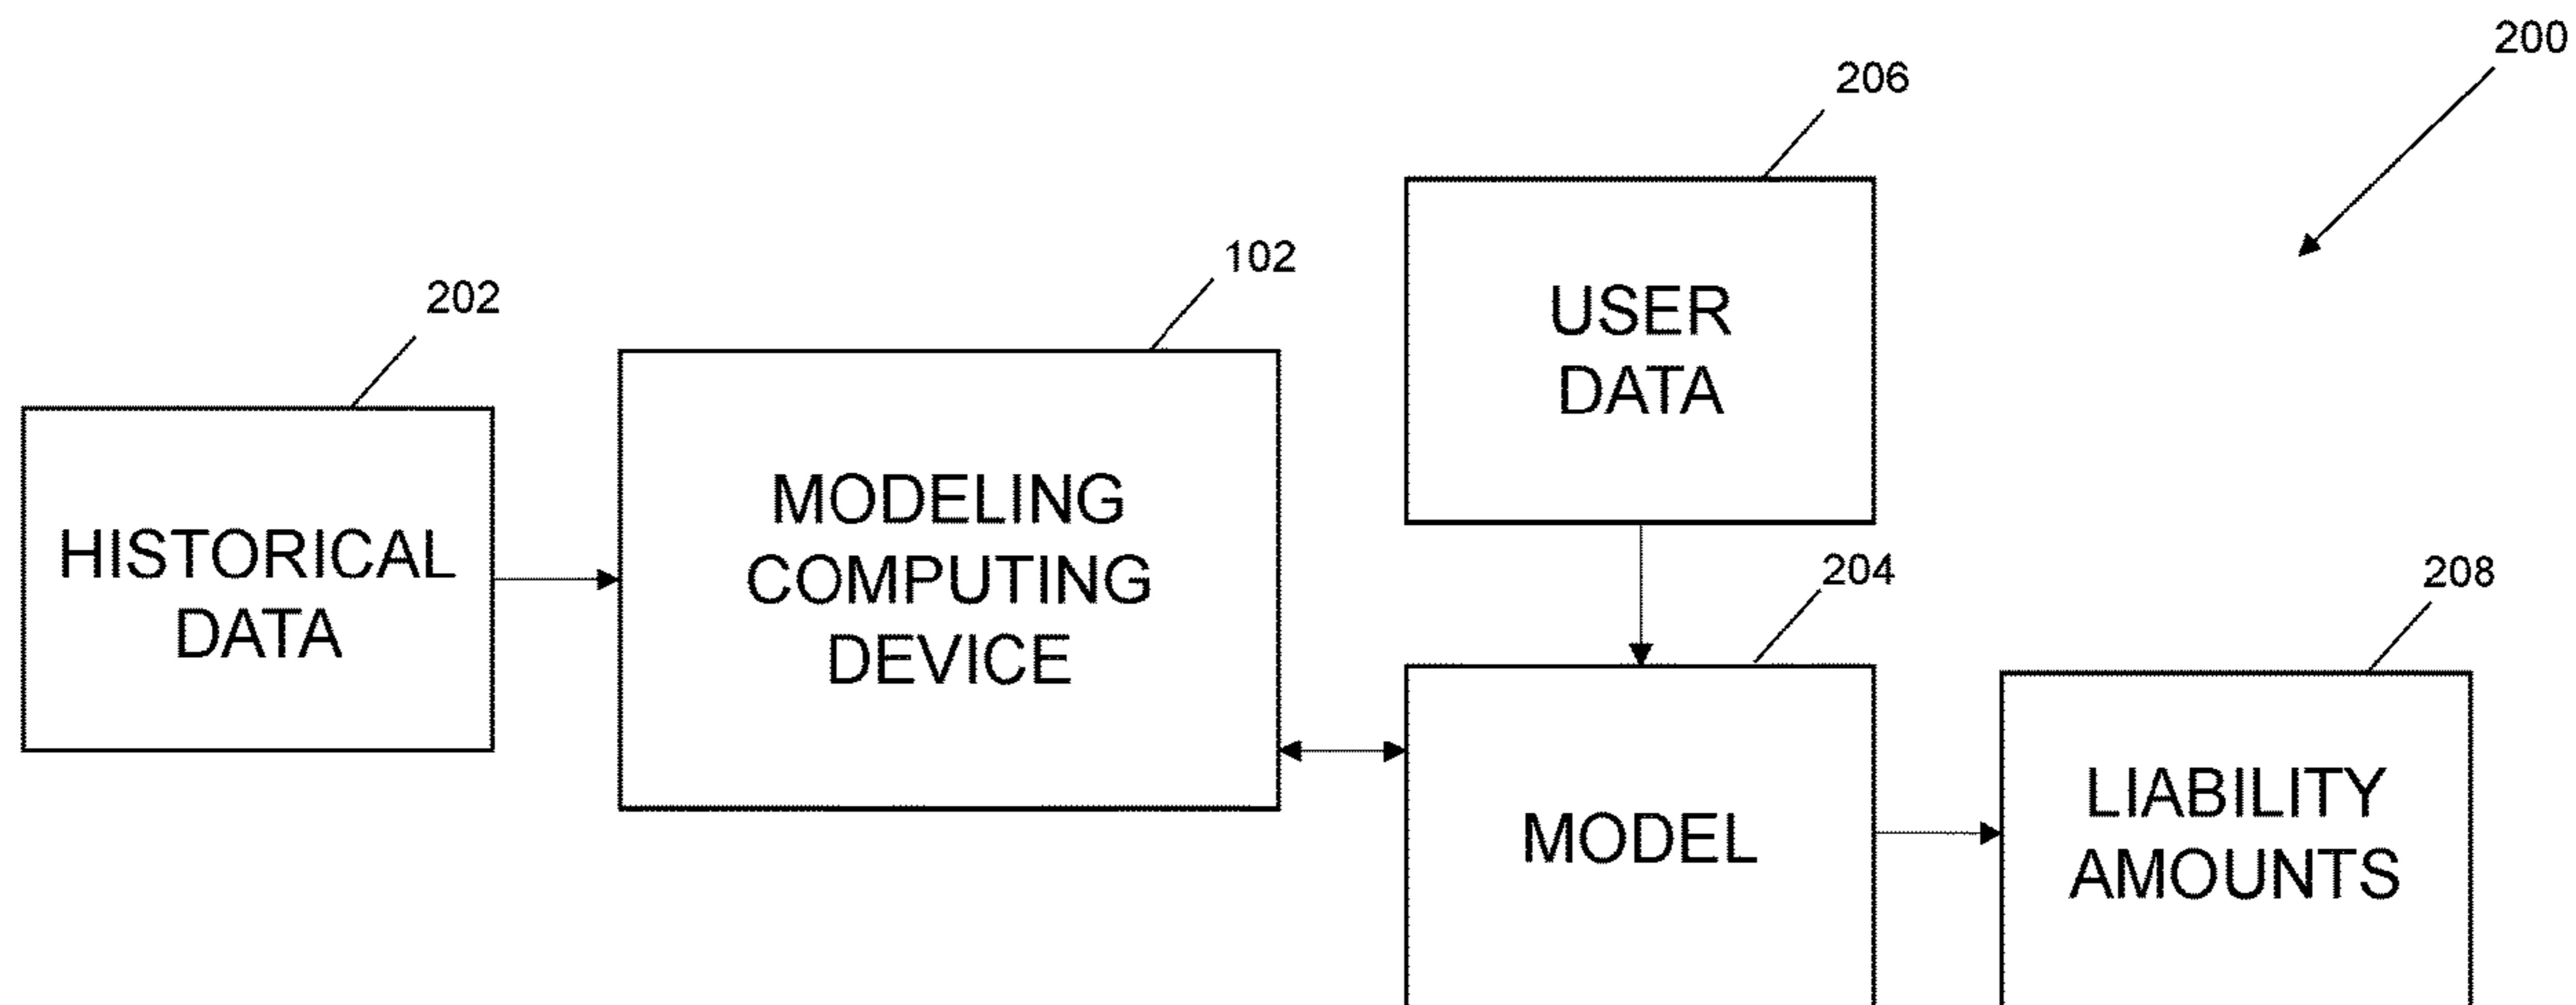 200
206
102
202
USER
DATA
MODELING
COMPUTING
DEVICE
HISTORICAL
DATA
204
208
MODEL
LIABILITY
AMOUNTS